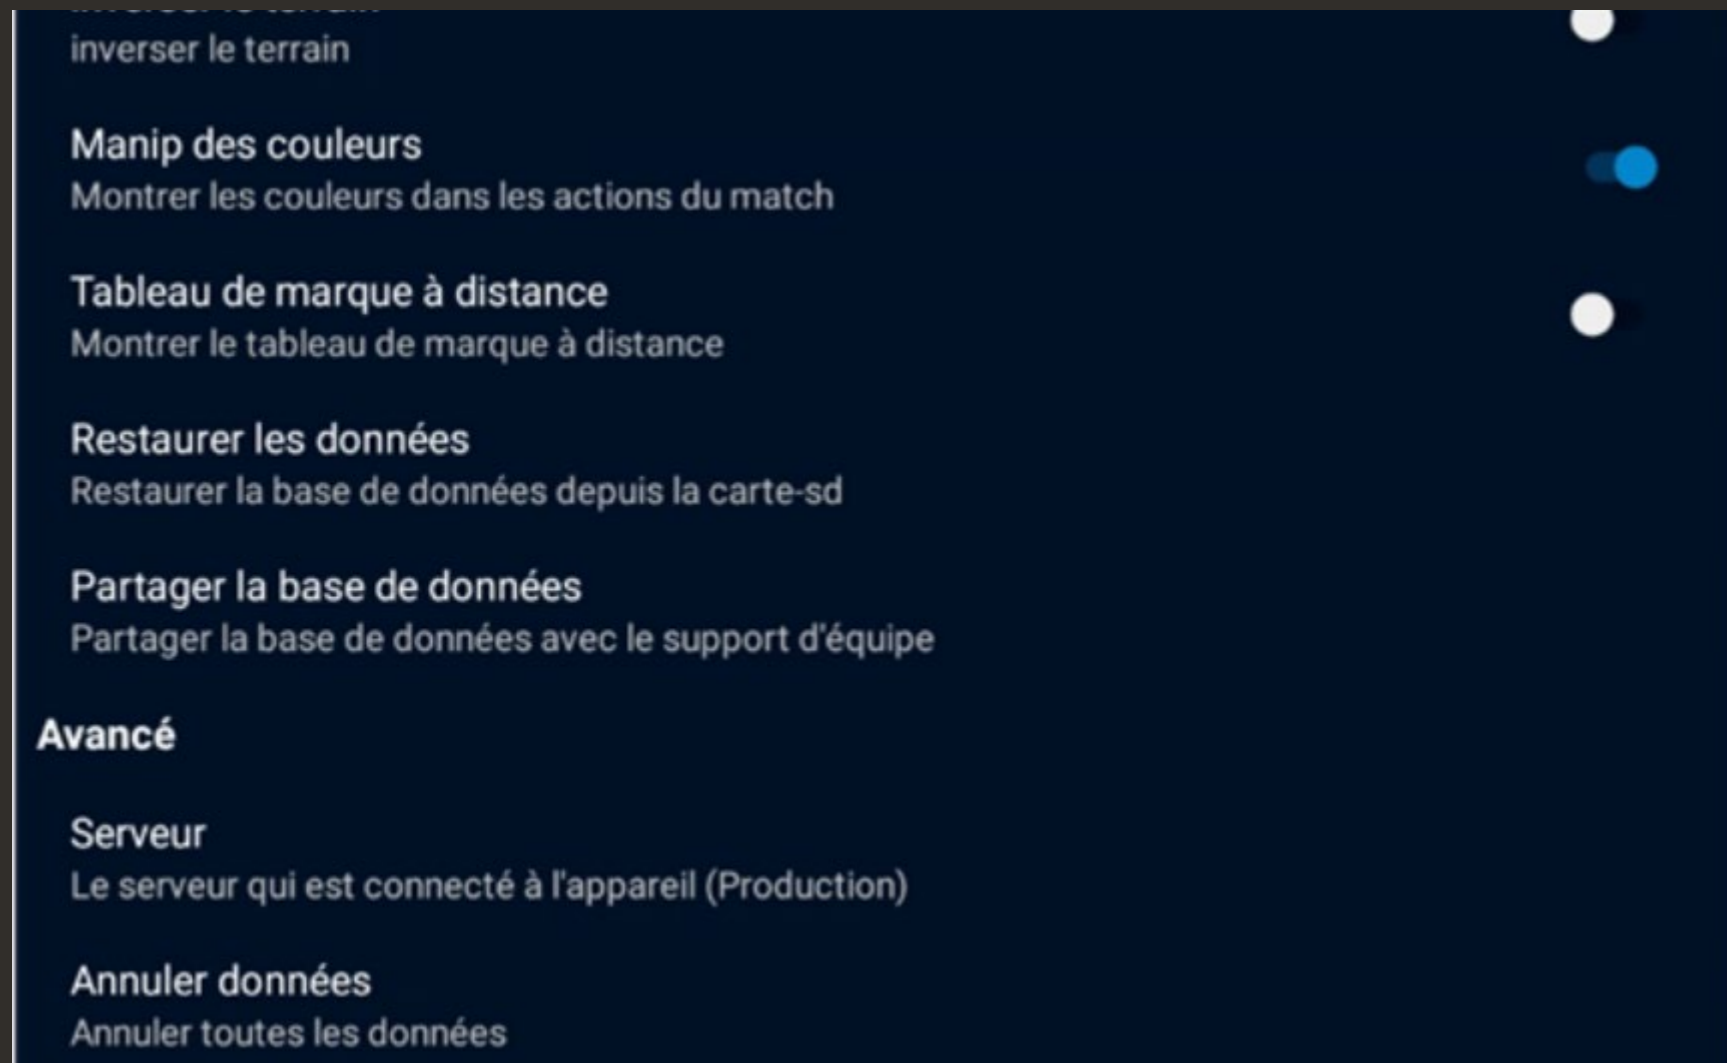 inverser le terrain
Manip des couleurs
Montrer les couleurs dans les actions du match
Tableau de marque à distance
Montrer le tableau de marque à distance
Restaurer les données
Restaurer la base de données depuis la carte-sd
Partager la base de données
Partager la base de données avec le support d'équipe
Avancé
Serveur
Le serveur qui est connecté à l'appareil (Production)
Annuler données
Annuler toutes les données